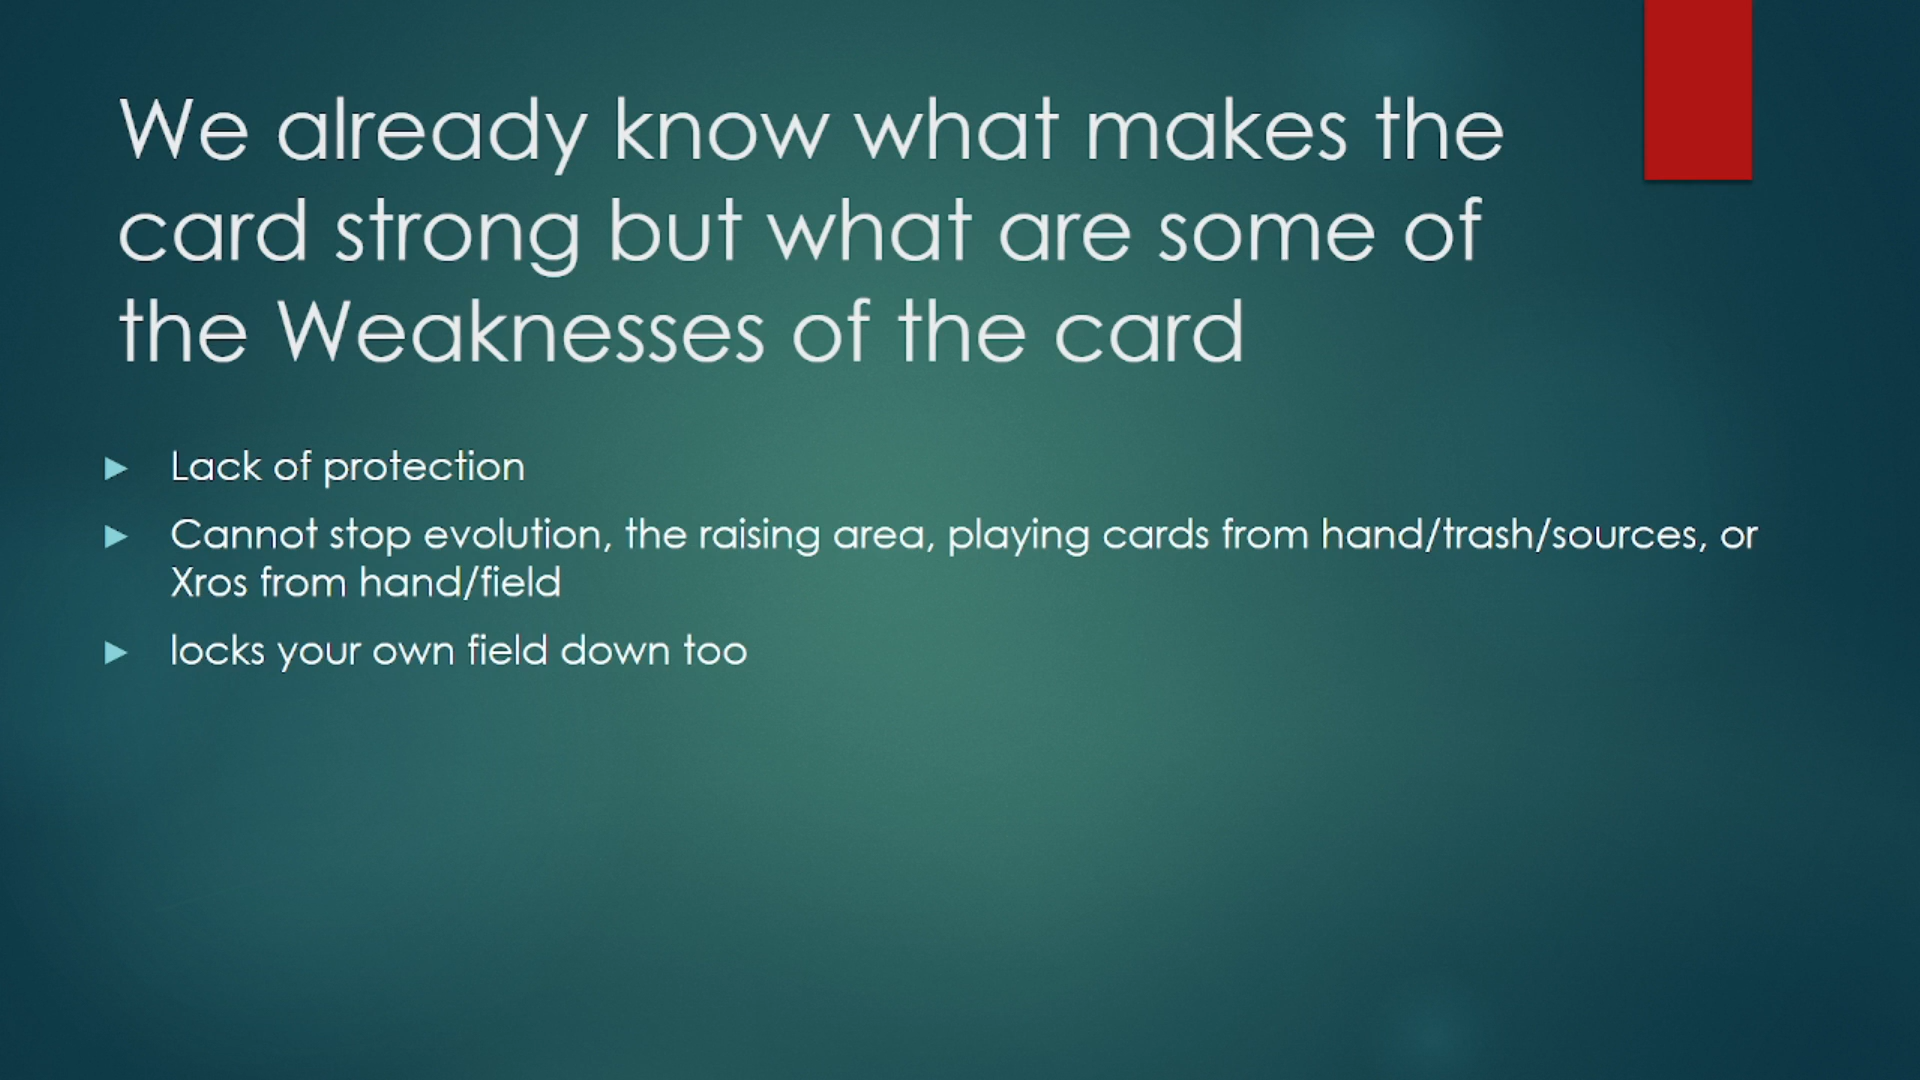 We already know what makes the
card strong but what are some of
the Weaknesses of the card
Lack of protection
Cannot stop evolution, the raising area, playing cards from hand/trash/sources, or
Xros from hand/field
locks your own field down too